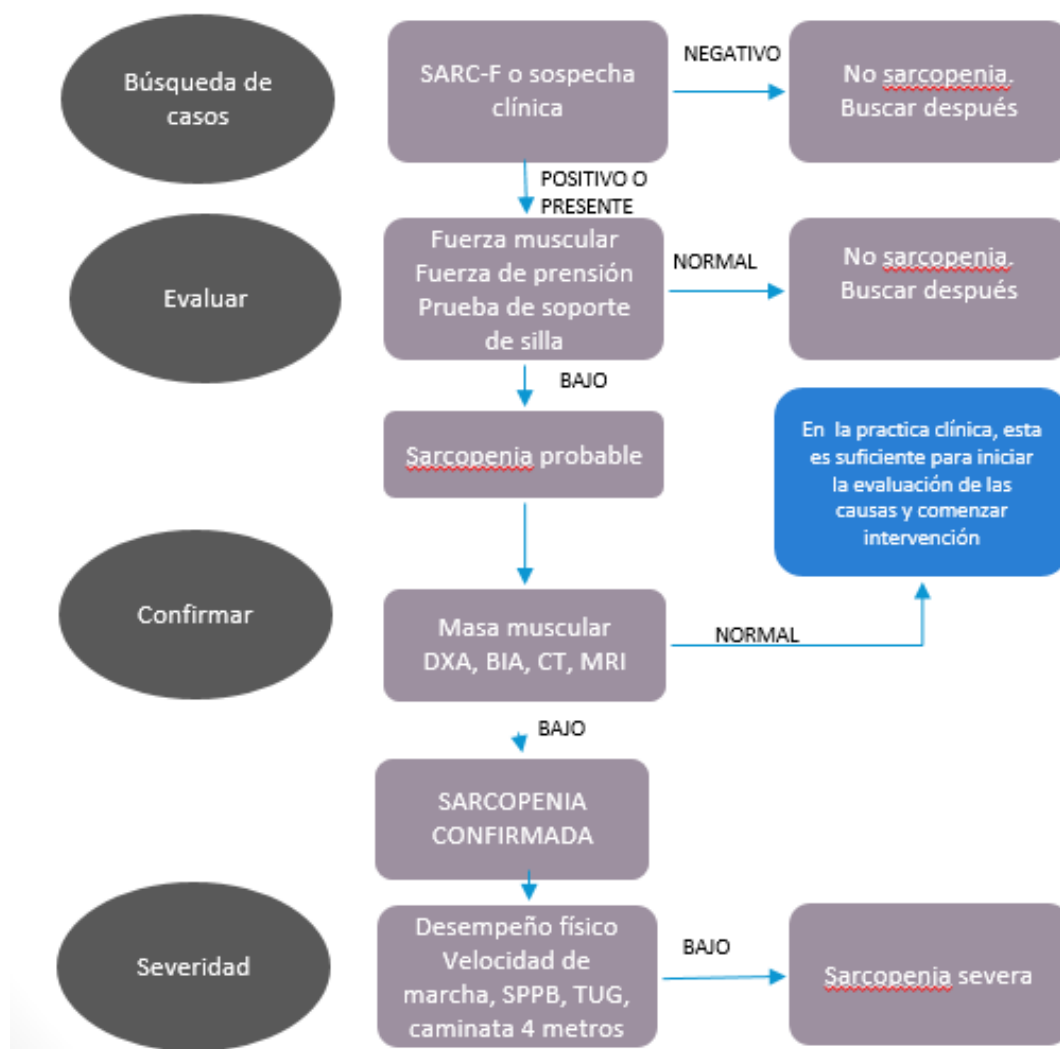 Búsqueda de
casos
SARC-F o sospecha
clínica
NEGATIVO
No sarcopenia.
Buscar después
POSITIVO O
PRESENTE
Evaluar
Fuerza muscular
Fuerza de prensión
Prueba de soporte
de silla
NORMAL
No sarcopenia.
Buscar después
BAJO
Sarcopenia probable
En la practica clínica, esta
es suficiente para iniciar
la evaluación de las
causas y comenzar
intervención
Confirmar
Masa muscular
DXA, BIA, CT, MRI
NORMAL
BAJO
SARCOPENIA
CONFIRMADA
Severidad
Desempeño físico
Velocidad de
marcha, SPPB, TUG,
caminata 4 metros
BAJO
Sarcopenia severa